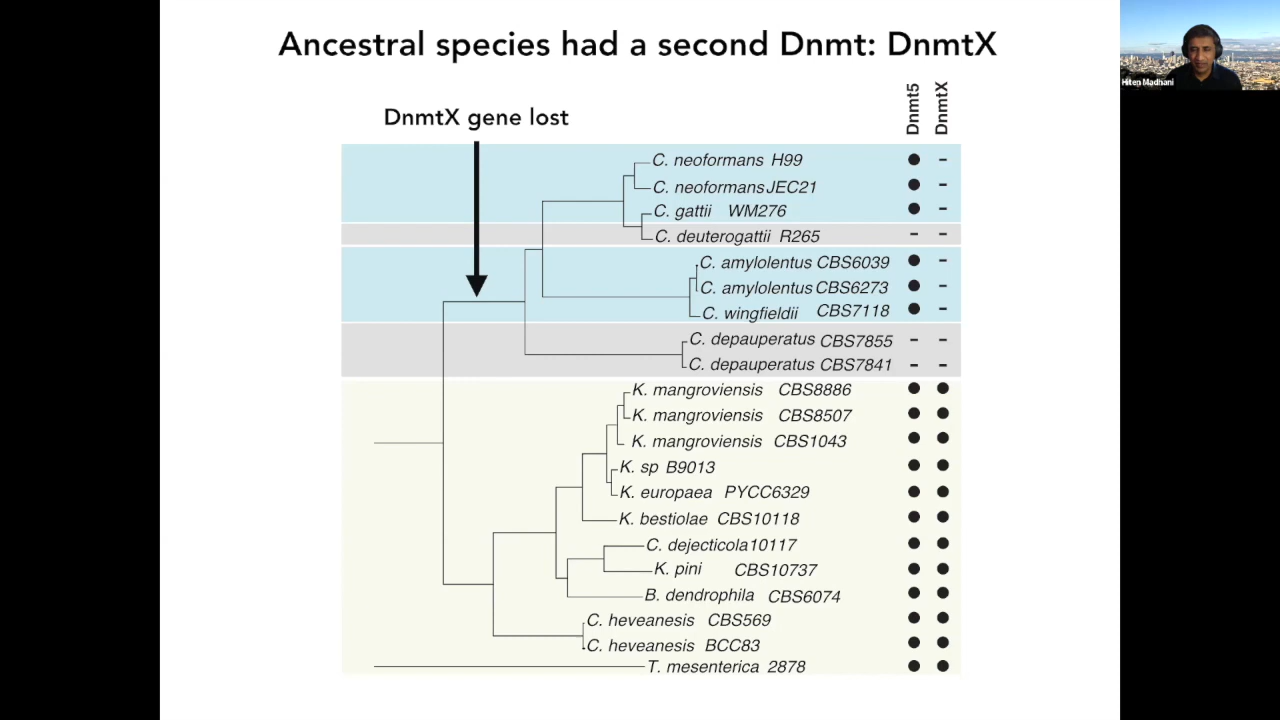 Ancestral species had a second Dnmt: DnmtX
Hiten Madhani
Dnmt5 DnmtX
DnmtX gene lost
C. neoformans H99 -
C. neoformans JEC21 -
C. gattii WM276 -
C. deuterogattii R265 - -
C. amylolentus CBS6039 -
C. amylolentus CBS6273 -
C. wingfieldii CBS7118 -
C. depauperatus CBS7855 - -
C. depauperatus CBS7841 - -
K. mangroviensis CBS8886
K. mangroviensis CBS8507
K. mangroviensis CBS1043
K. sp B9013
K. europaea PYCC6329
K. bestiolae CBS10118
C. dejecticola10117
K. pini CBS10737
B. dendrophila CBS6074
C. heveanesis CBS569
C. heveanesis BCC83
T. mesenterica 2878